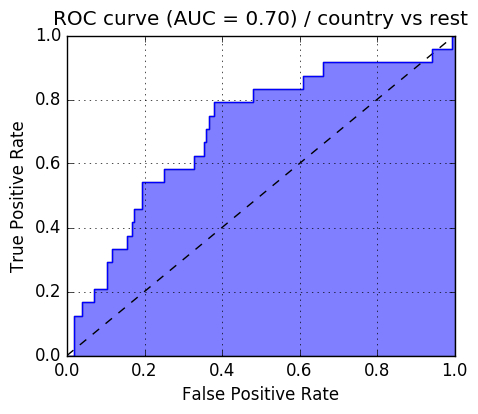 ROC curve (AUC = 0.70) / country vs rest
1.0
0.8
0.6
0.4
0.2
0.0
True Positive Rate
0.0 0.2 0.4 0.6 0.8 1.0
False Positive Rate